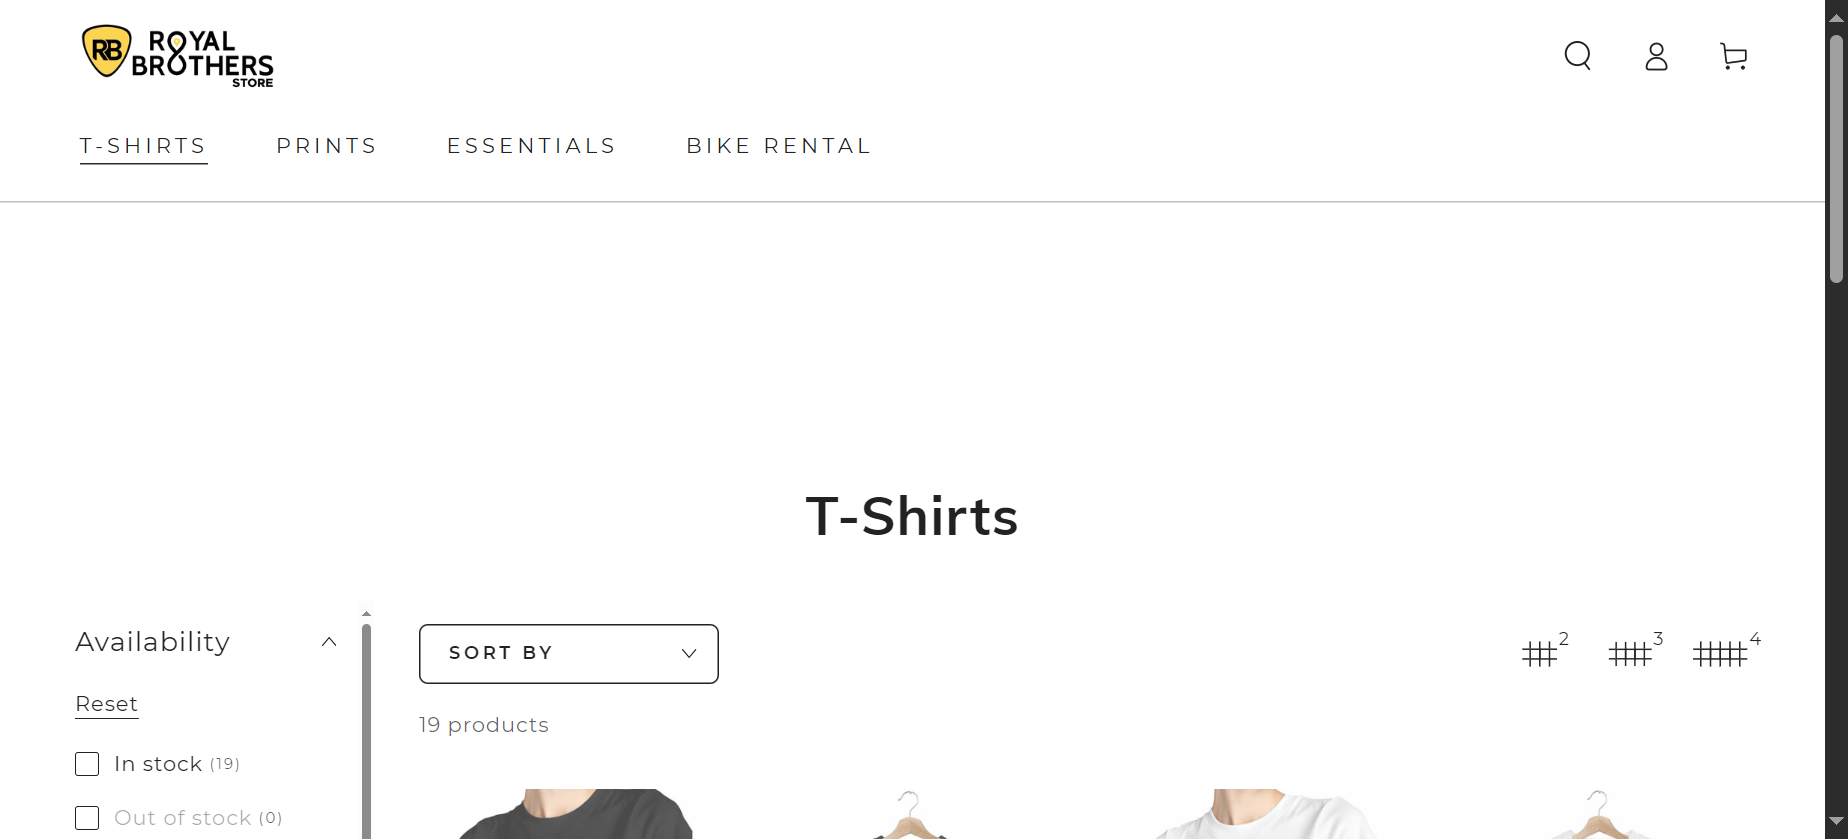 RB
ROYAL
BROTHERS
STORE
T-SHIRTS PRINTS ESSENTIALS BIKE RENTAL
T-Shirts
Availability
Reset
In stock (19)
Out of stock (0)
SORT BY
2 3 4
19 products